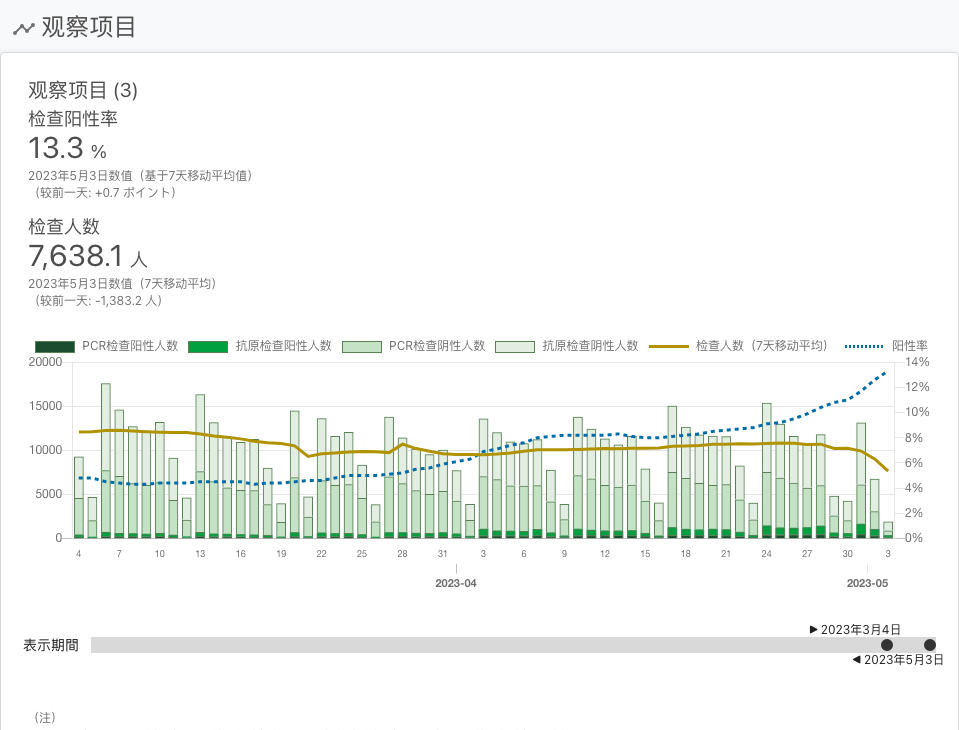 观察项目
观察项目 (3)
检查阳性率
13.3 %
2023年5月3日数值（基于7天移动平均值）
（较前一天: +0.7 ポイント）
检查人数
7,638.1 人
2023年5月3日数值（7天移动平均）
（较前一天: -1,383.2 人）
PCR检查阳性人数 抗原检查阳性人数 PCR检查阴性人数 抗原检查阴性人数 检查人数（7天移动平均） 阳性率
20000 14%
12%
15000 10%
10000 8%
6%
5000 4%
2%
0 0%
4 7 10 13 16 19 22 25 28 31 3 6 9 12 15 18 21 24 27 30 3
2023-04 2023-05
▶ 2023年3月4日
表示期間
◀ 2023年5月3日
（注）